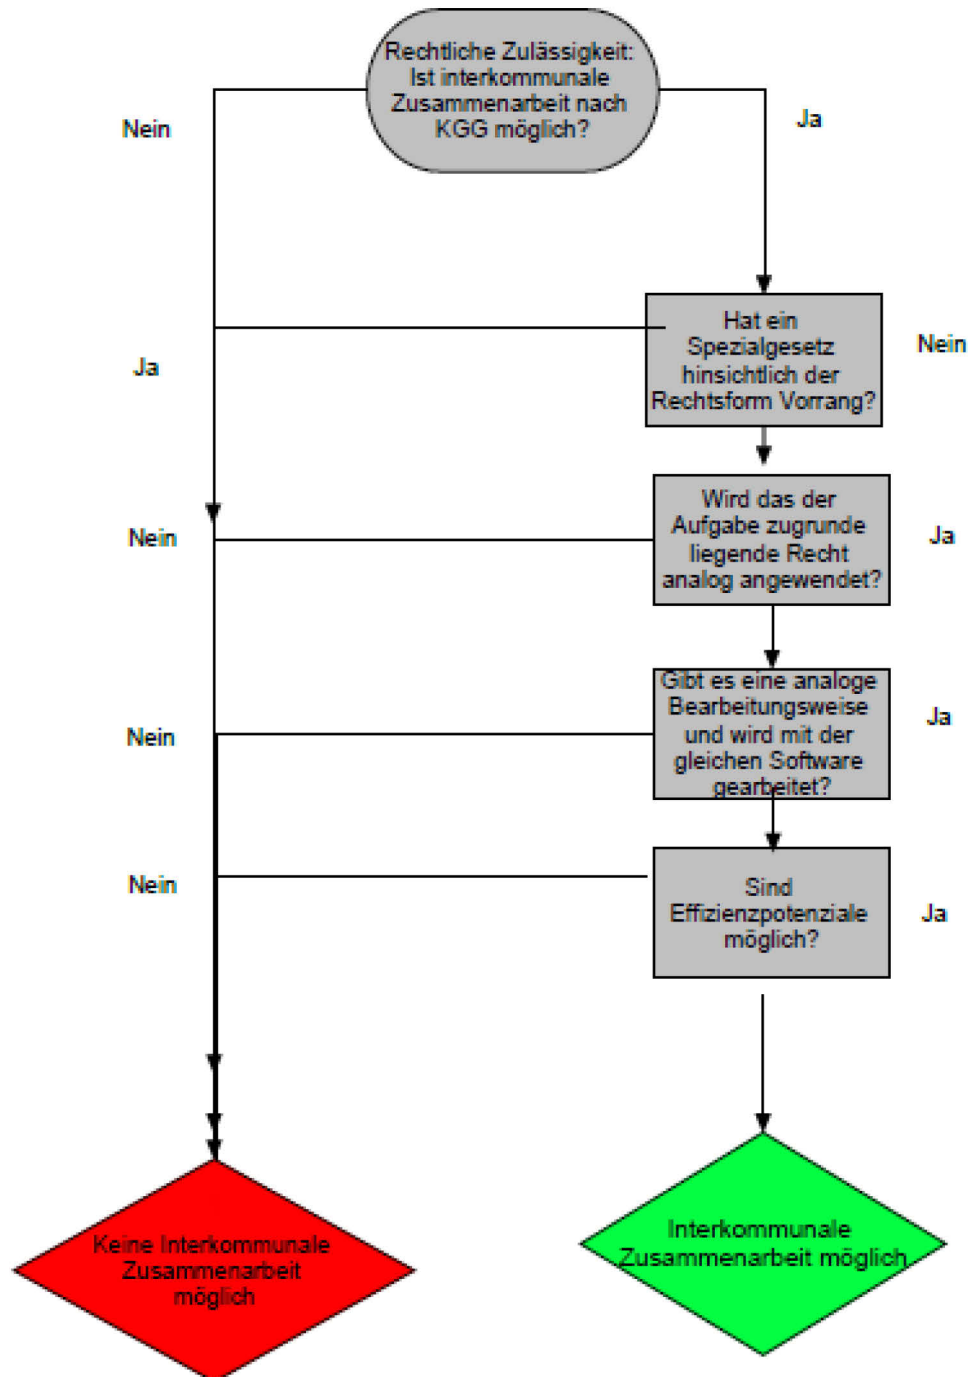 Rechtliche Zulässigkeit:
Ist interkommunale
Zusammenarbeit nach
KGG möglich?
Nein
Ja
Hat ein
Spezialgesetz
hinsichtlich der
Rechtsform Vorrang?
Nein
Ja
Wird das der
Aufgabe zugrunde
liegende Recht
analog angewendet?
Nein
Ja
Gibt es eine analoge
Bearbeitungsweise
und wird mit der
gleichen Software
gearbeitet?
Nein
Ja
Sind
Effizienzpotenziale
möglich?
Nein
Ja
Keine Interkommunale
Zusammenarbeit
möglich
Interkommunale
Zusammenarbeit möglich